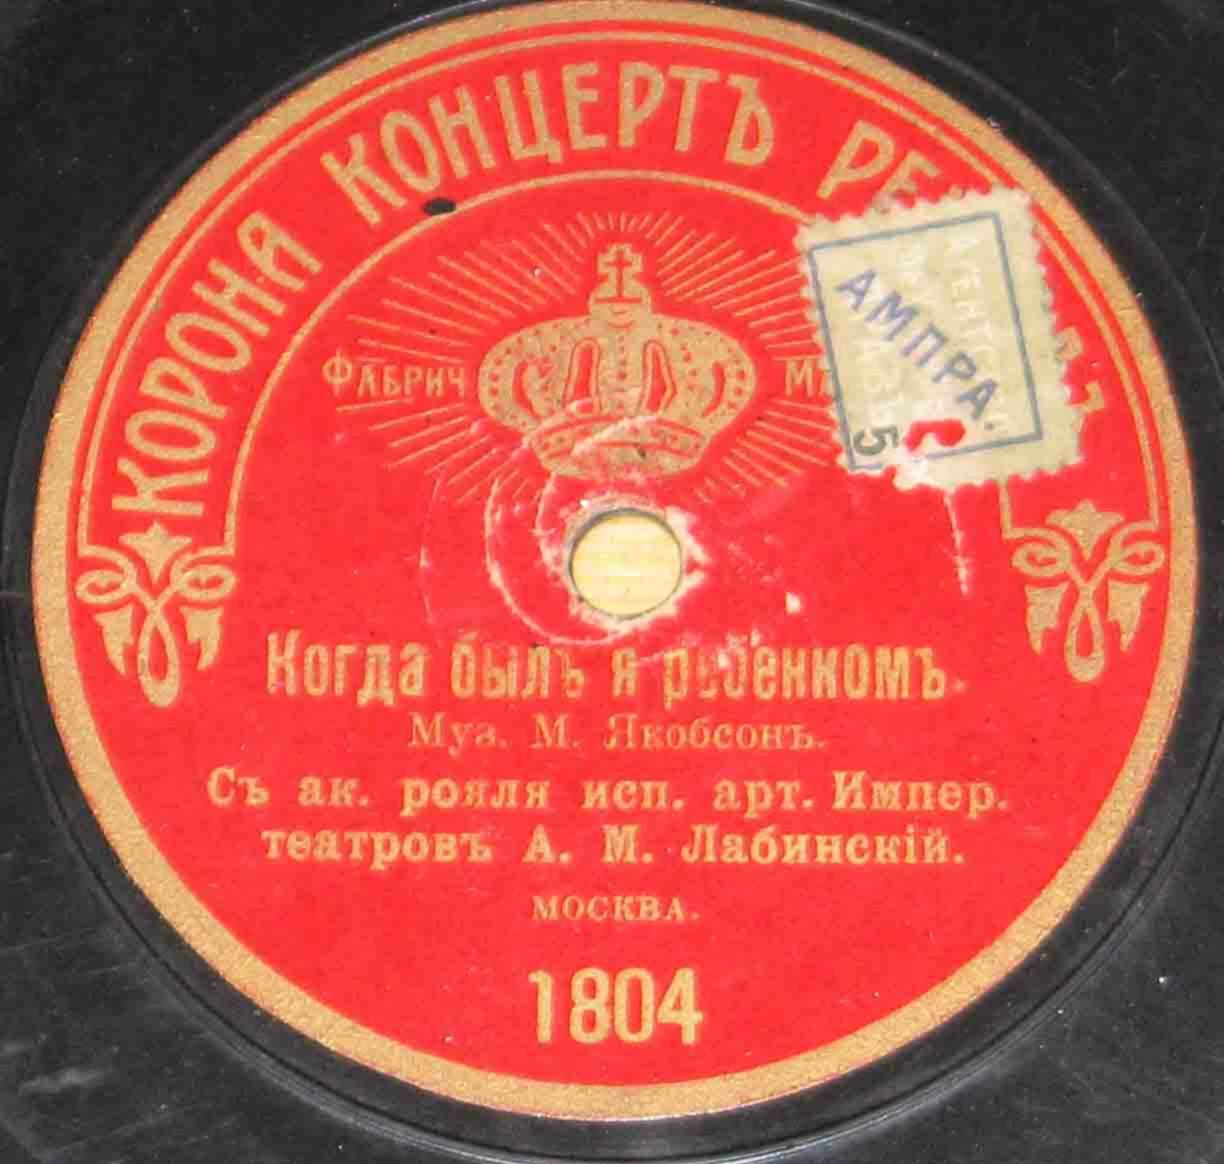 КОРОНА КОНЦЕРТЪ
ФАБРИЧ
АМПРА.
5
Когда былъ я ребенкомъ.
Муз. М. Якобсонъ.
Съ ак. рояля исп. арт. Импер.
театровъ А. М. Лабинскій.
МОСКВА.
1804